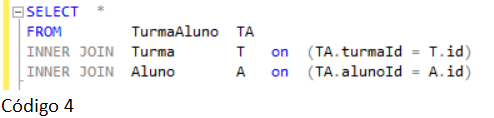 SELECT *
FROM TurmaAluno TA
INNER JOIN Turma T on (TA.turmaId = T.id)
INNER JOIN Aluno A on (TA.alunoId = A.id)
Código 4